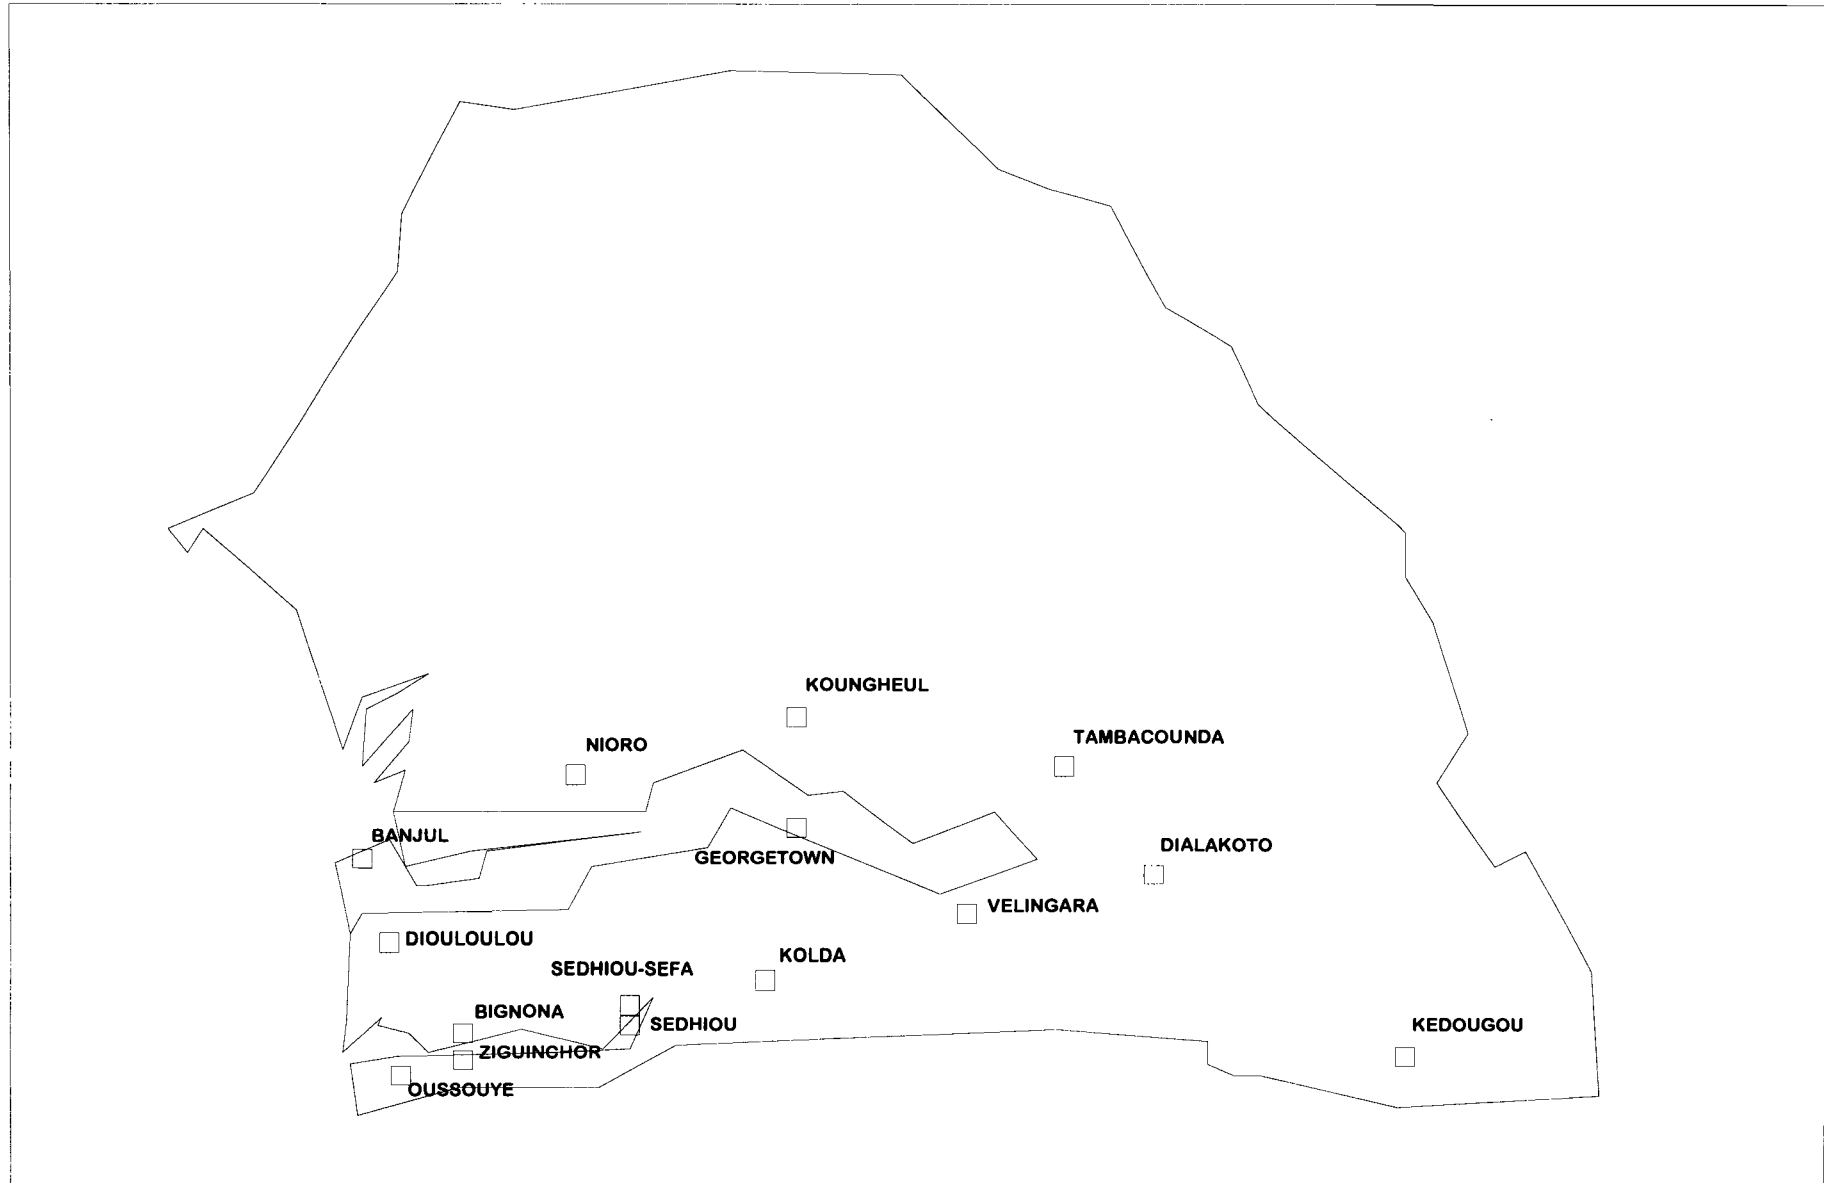 KOUNGHEUL
NIORO
TAMBACOUNDA
BANJUL
GEORGETOWN
DIALAKOTO
VELINGARA
DIOULOULOU
SEDHIOU-SEFA
KOLDA
BIGNONA
SEDHIOU
KEDOUGOU
ZIGUINCHOR
OUSSOUYE